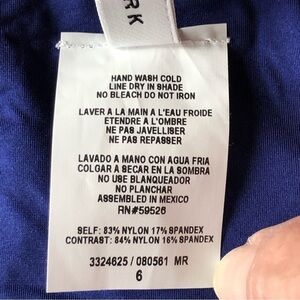 RK
HAND WASH COLD
LINE DRY IN SHADE
NO BLEACH DO NOT IRON
LAVER A LA MAIN A L'EAU FROIDE
ETENDRE A L'OMBRE
NE PAS JAVELLISER
NE PAS REPASSER
LAVADO A MANO CON AGUA FRIA
COLGAR A SECAR EN LA SOMBRA
NO USE BLANQUEADOR
NO PLANCHAR
ASSEMBLED IN MEXICO
RN#59526
SELF: 83% NYLON 17% SPANDEX
CONTRAST: 84% NYLON 16% SPANDEX
3324625 / 080561 MR
6